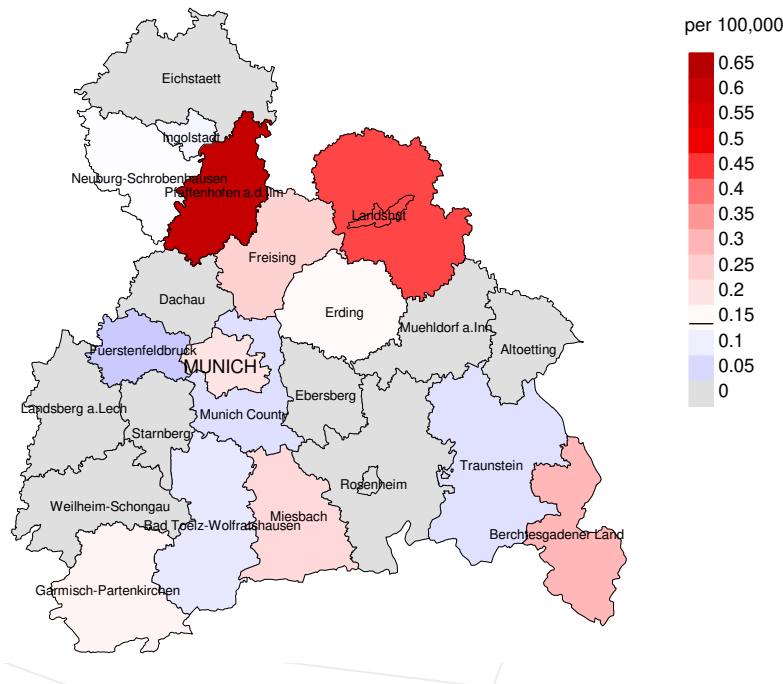 per 100,000
0.65
0.6
0.55
0.5
0.45
0.4
0.35
0.3
0.25
0.2
0.15
0.1
0.05
0
Eichstaett
Ingolstadt
Neuburg-Schrobenhausen
Pfaffenhofen a.d.Ilm
Landshut
Freising
Dachau
Erding
Muehldorf a.Inn
Altoetting
Fuerstenfeldbruck
MUNICH
Ebersberg
Landsberg a.Lech
Munich County
Starnberg
Traunstein
Rosenheim
Weilheim-Schongau
Miesbach
Bad Toelz-Wolfratshausen
Berchtesgadener Land
Garmisch-Partenkirchen